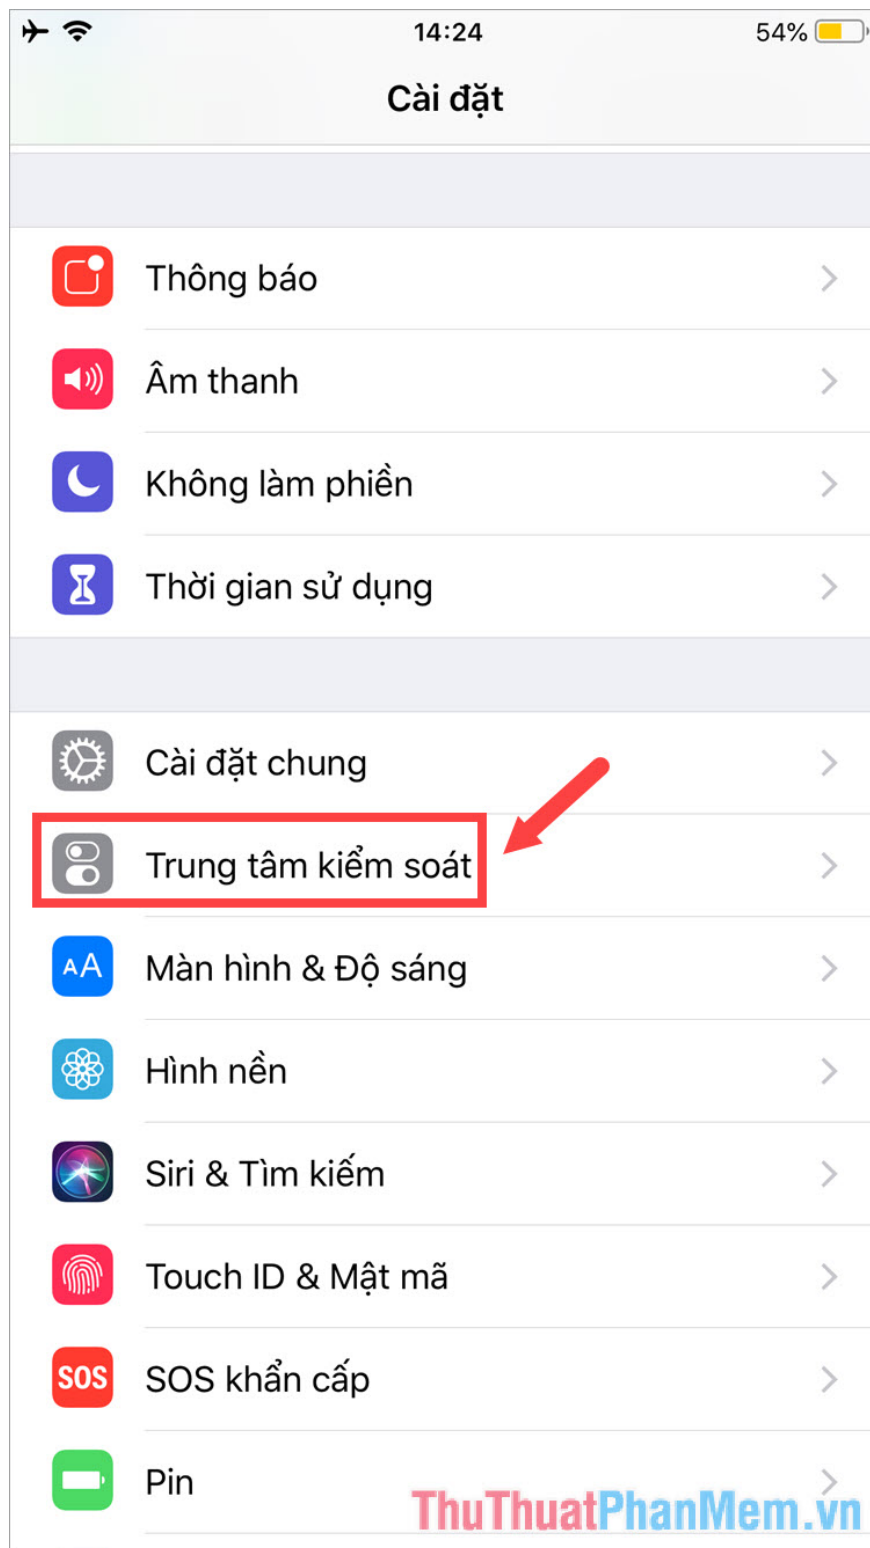 14:24
54%
Cài đặt
Thông báo
Âm thanh
Không làm phiền
Thời gian sử dụng
Cài đặt chung
Trung tâm kiểm soát
AA Màn hình & Độ sáng
Hình nền
Siri & Tìm kiếm
Touch ID & Mật mã
SOS SOS khẩn cấp
Pin
ThuThuatPhanMem.vn